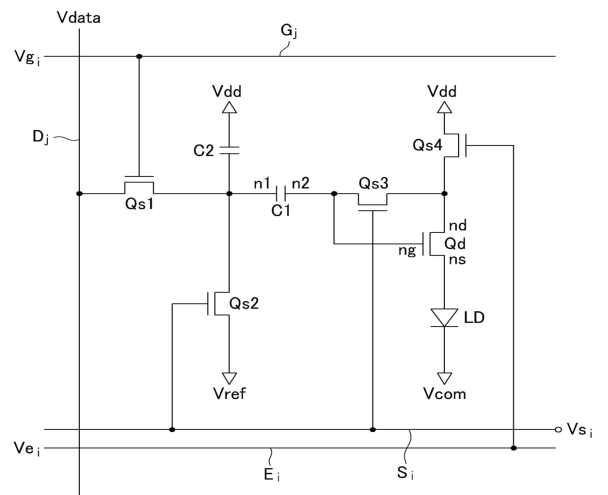 Vdata
Vgi
Gj
Dj
Vdd
Vdd
C2
Qs4
n1
n2
Qs3
Qs1
C1
nd
Qd
ng
ns
Qs2
LD
Vref
Vcom
Vsi
Vei
Ei
Si